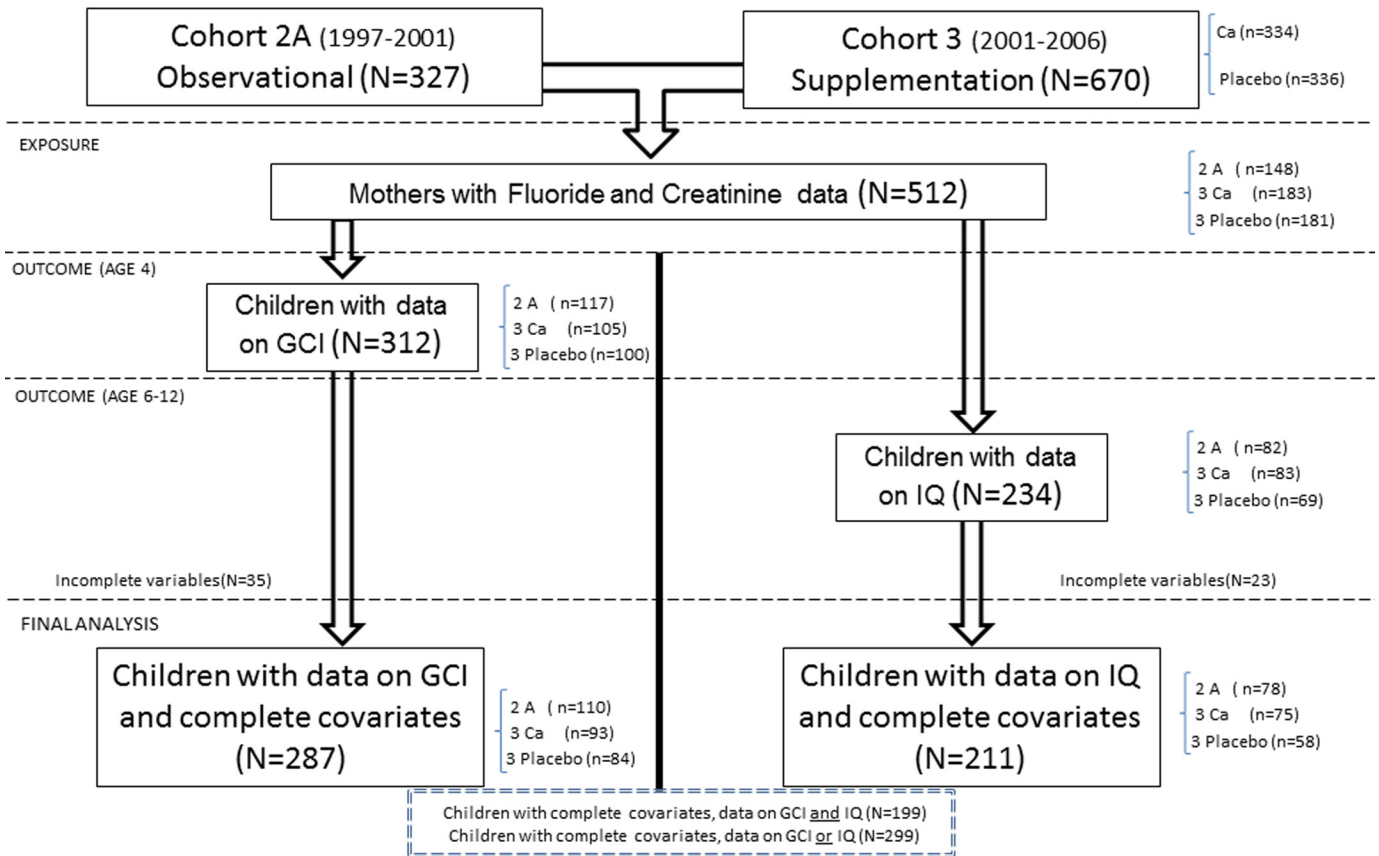 Cohort 2A (1997-2001)
Observational (N=327)
Cohort 3 (2001-2006)
Supplementation (N=670)
Ca (n=334)
Placebo (n=336)
EXPOSURE
Mothers with Fluoride and Creatinine data (N=512)
2 A ( n=148)
3 Ca (n=183)
3 Placebo (n=181)
OUTCOME (AGE 4)
Children with data
on GCI (N=312)
2 A ( n=117)
3 Ca (n=105)
3 Placebo (n=100)
OUTCOME (AGE 6-12)
Children with data
on IQ (N=234)
2 A ( n=82)
3 Ca (n=83)
3 Placebo (n=69)
Incomplete variables(N=35)
Incomplete variables(N=23)
FINAL ANALYSIS
Children with data on GCI
and complete covariates
(N=287)
2 A ( n=110)
3 Ca (n=93)
3 Placebo (n=84)
Children with data on IQ
and complete covariates
(N=211)
2 A ( n=78)
3 Ca (n=75)
3 Placebo (n=58)
Children with complete covariates, data on GCI and IQ (N=199)
Children with complete covariates, data on GCI or IQ (N=299)